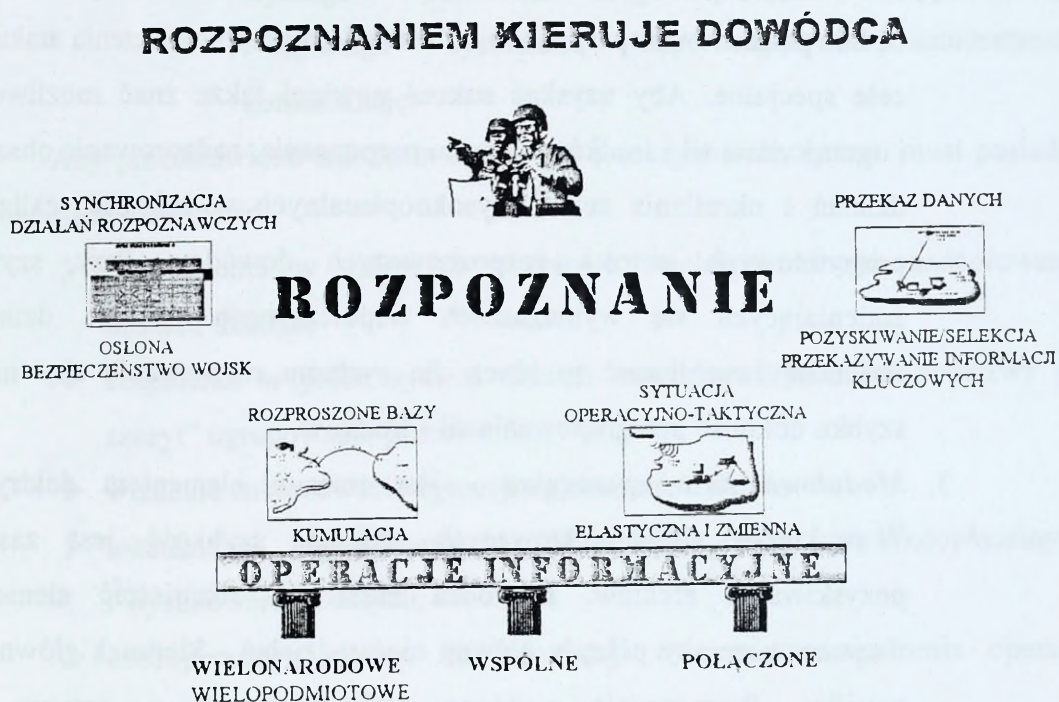 ROZPOZNANIEM KIERUJE DOWÓDCA
SYNCHRONIZACJA
DZIAŁAŃ ROZPOZNAWCZYCH
PRZEKAZ DANYCH
ROZPOZNANIE
OSŁONA
BEZPIECZEŃSTWO WOJSK
POZYSKIWANIE/SELEKCJA
PRZEKAZYWANIE INFORMACJI
KLUCZOWYCH
ROZPROSZONE BAZY
SYTUACJA
OPERACYJNO-TAKTYCZNA
KUMULACJA
ELASTYCZNA I ZMIENNA
OPERACJE INFORMACYJNE
WIELONARODOWE
WIELOPODMIOTOWE
WSPÓLNE
POŁĄCZONE